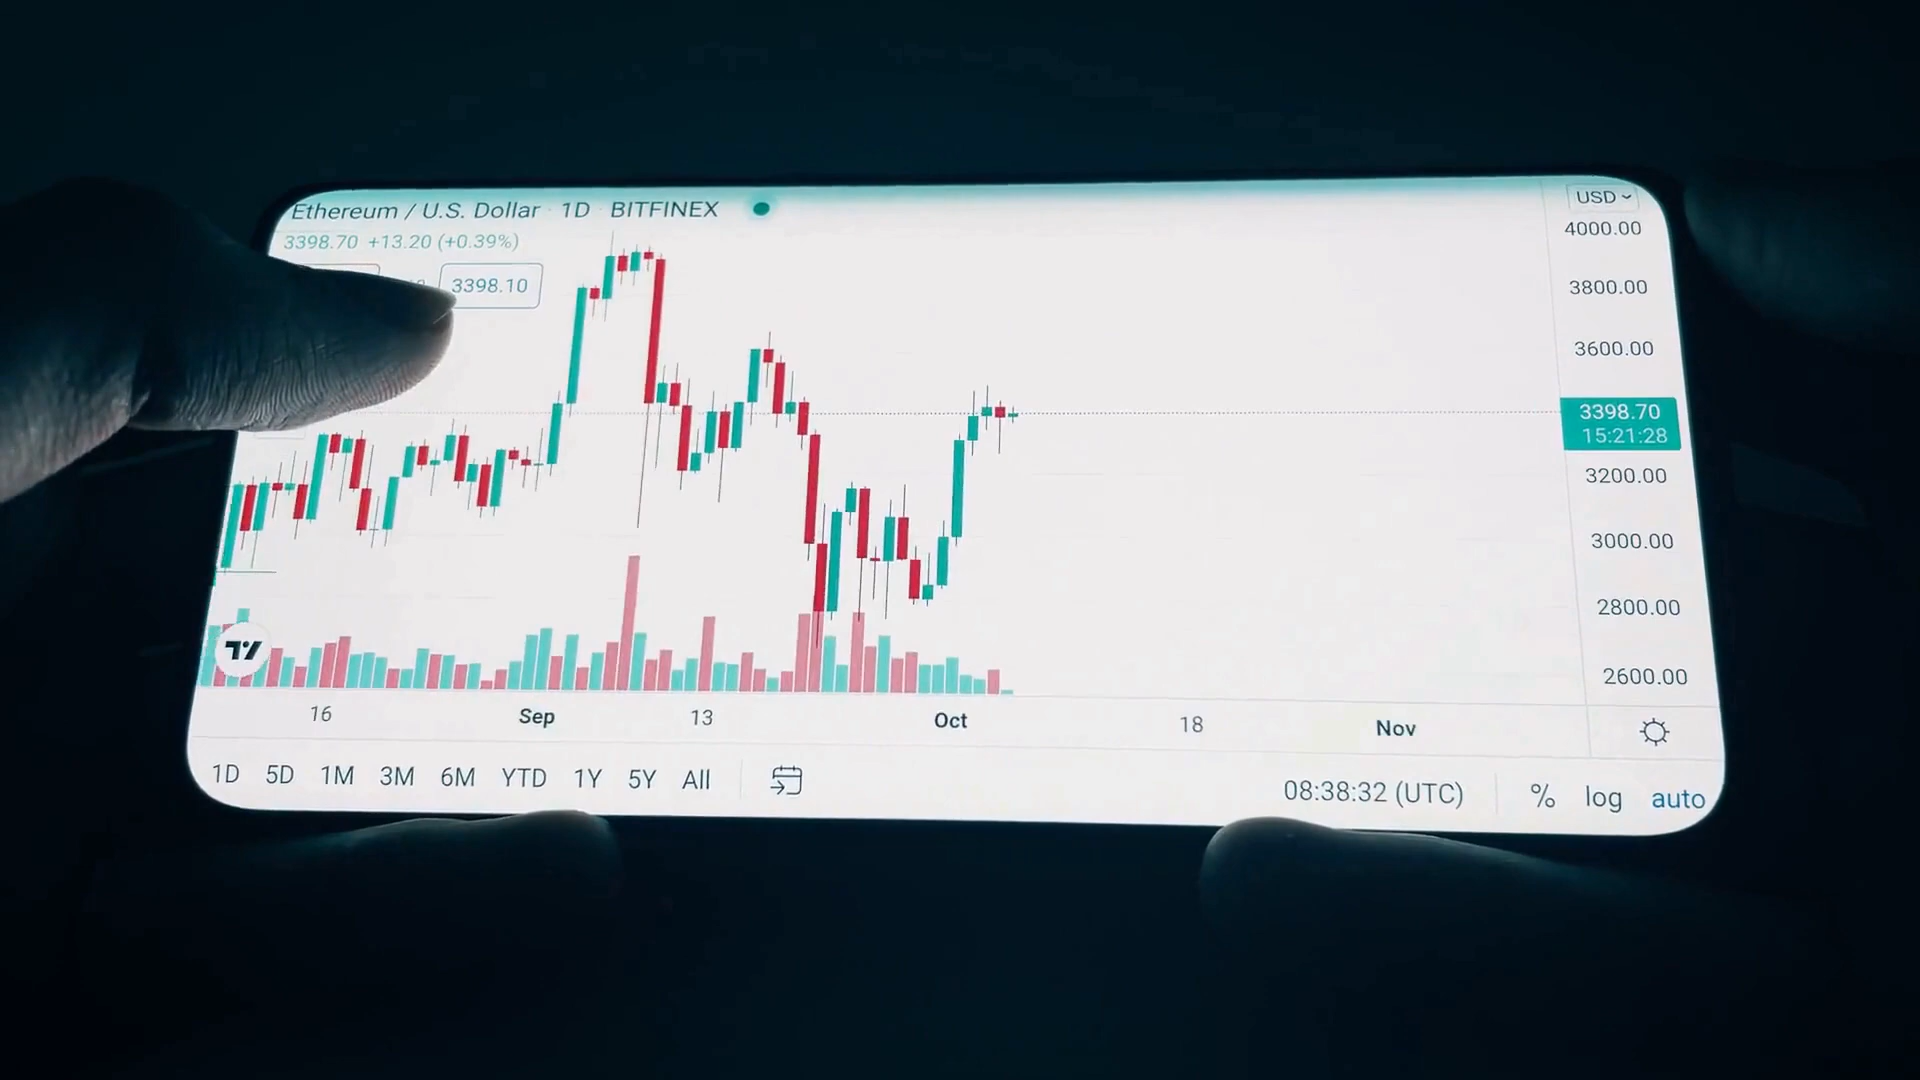 Ethereum / U.S. Dollar · 1D · BITFINEX
USD
3398.70 +13.20 (+0.39%)
3398.10
4000.00
3800.00
3600.00
3398.70
15:21:28
3200.00
3000.00
2800.00
2600.00
16 Sep 13 Oct 18 Nov
1D 5D 1M 3M 6M YTD 1Y 5Y All
08:38:32 (UTC) % log auto